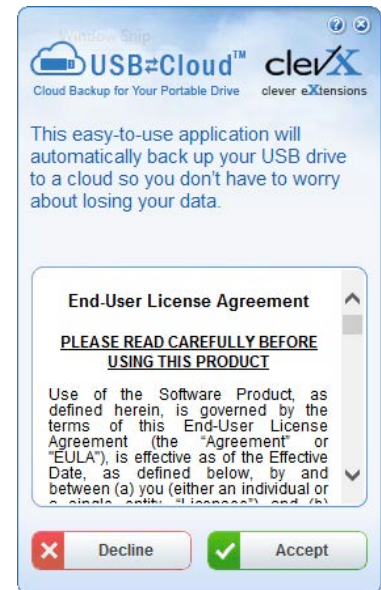 Window Snip
USB⇄Cloud™
clevX
Cloud Backup for Your Portable Drive
clever eXtensions
This easy-to-use application will
automatically back up your USB drive
to a cloud so you don't have to worry
about losing your data.
End-User License Agreement
PLEASE READ CAREFULLY BEFORE
USING THIS PRODUCT
Use of the Software Product, as
defined herein, is governed by the
terms of this End-User License
Agreement (the "Agreement" or
"EULA"), is effective as of the Effective
Date, as defined below, by and
between (a) you (either an individual or
a single entity "Licensee") and (b)
Decline
Accept